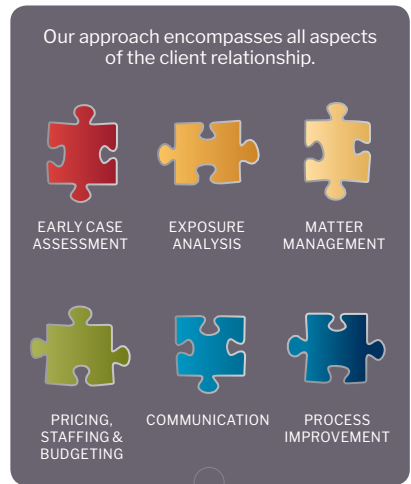 Our approach encompasses all aspects
of the client relationship.
EARLY CASE
ASSESSMENT
EXPOSURE
ANALYSIS
MATTER
MANAGEMENT
PRICING,
STAFFING &
BUDGETING
COMMUNICATION
PROCESS
IMPROVEMENT